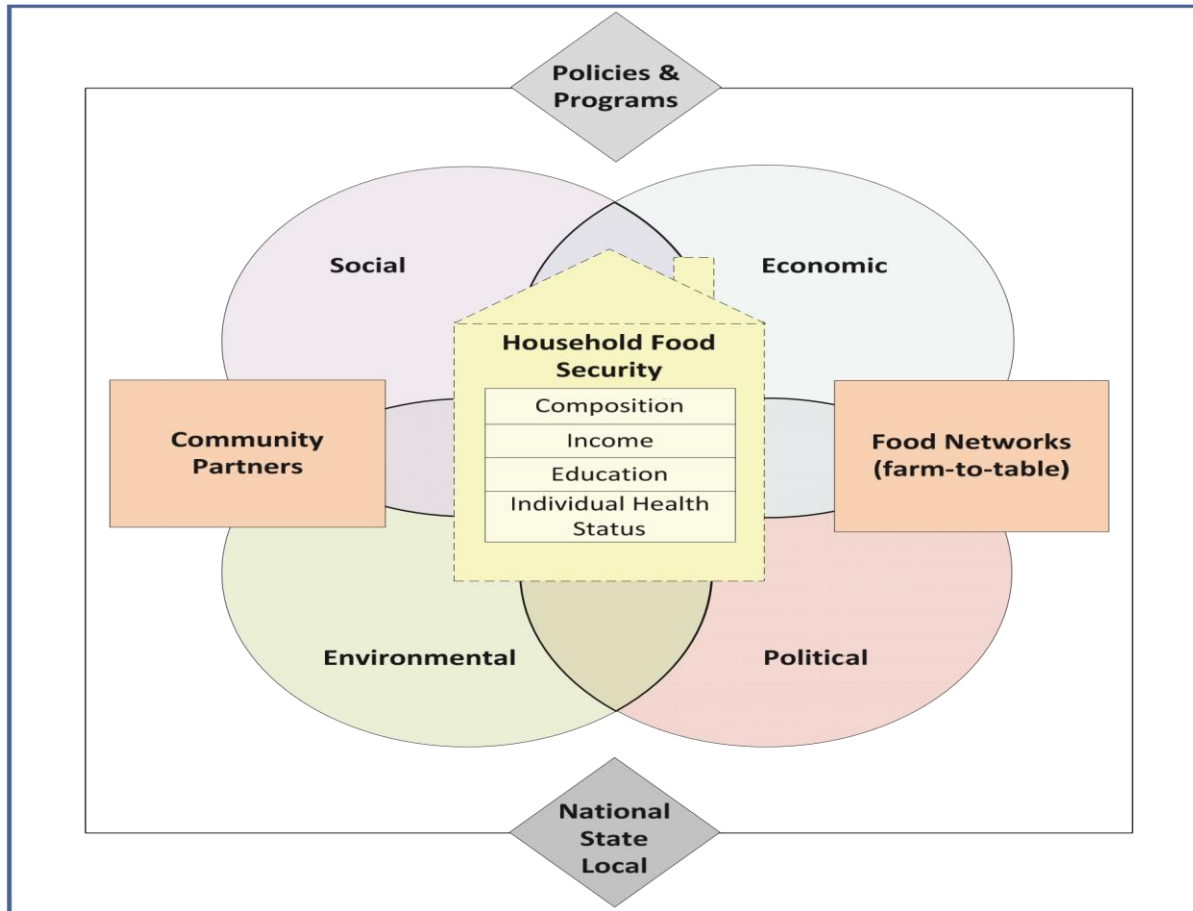 Policies &
Programs
Social
Economic
Household Food
Security
Composition
Income
Education
Individual Health
Status
Community
Partners
Food Networks
(farm-to-table)
Environmental
Political
National
State
Local